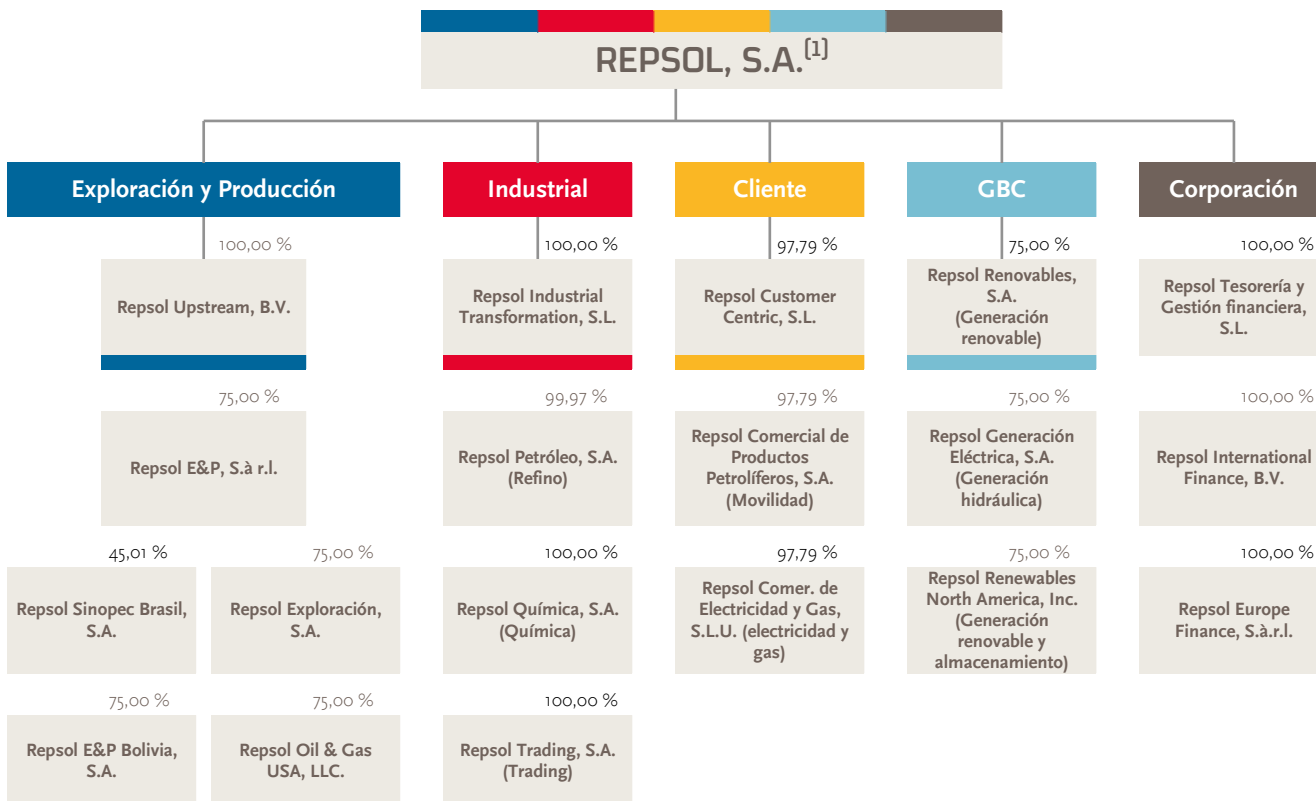 REPSOL, S.A.[1]
Exploración y Producción
Industrial
Cliente
GBC
Corporación
100,00 %
Repsol Upstream, B.V.
75,00 %
Repsol E&P, S.à r.l.
45,01 %
Repsol Sinopec Brasil,
S.A.
75,00 %
Repsol Exploración,
S.A.
75,00 %
Repsol E&P Bolivia,
S.A.
75,00 %
Repsol Oil & Gas
USA, LLC.
100,00 %
Repsol Industrial
Transformation, S.L.
99,97 %
Repsol Petróleo, S.A.
(Refino)
100,00 %
Repsol Química, S.A.
(Química)
100,00 %
Repsol Trading, S.A.
(Trading)
97,79 %
Repsol Customer
Centric, S.L.
97,79 %
Repsol Comercial de
Productos
Petrolíferos, S.A.
(Movilidad)
97,79 %
Repsol Comer. de
Electricidad y Gas,
S.L.U. (electricidad y
gas)
75,00 %
Repsol Renovables,
S.A.
(Generación
renovable)
75,00 %
Repsol Generación
Eléctrica, S.A.
(Generación
hidráulica)
75,00 %
Repsol Renewables
North America, Inc.
(Generación
renovable y
almacenamiento)
100,00 %
Repsol Tesorería y
Gestión financiera,
S.L.
100,00 %
Repsol International
Finance, B.V.
100,00 %
Repsol Europe
Finance, S.à.r.l.